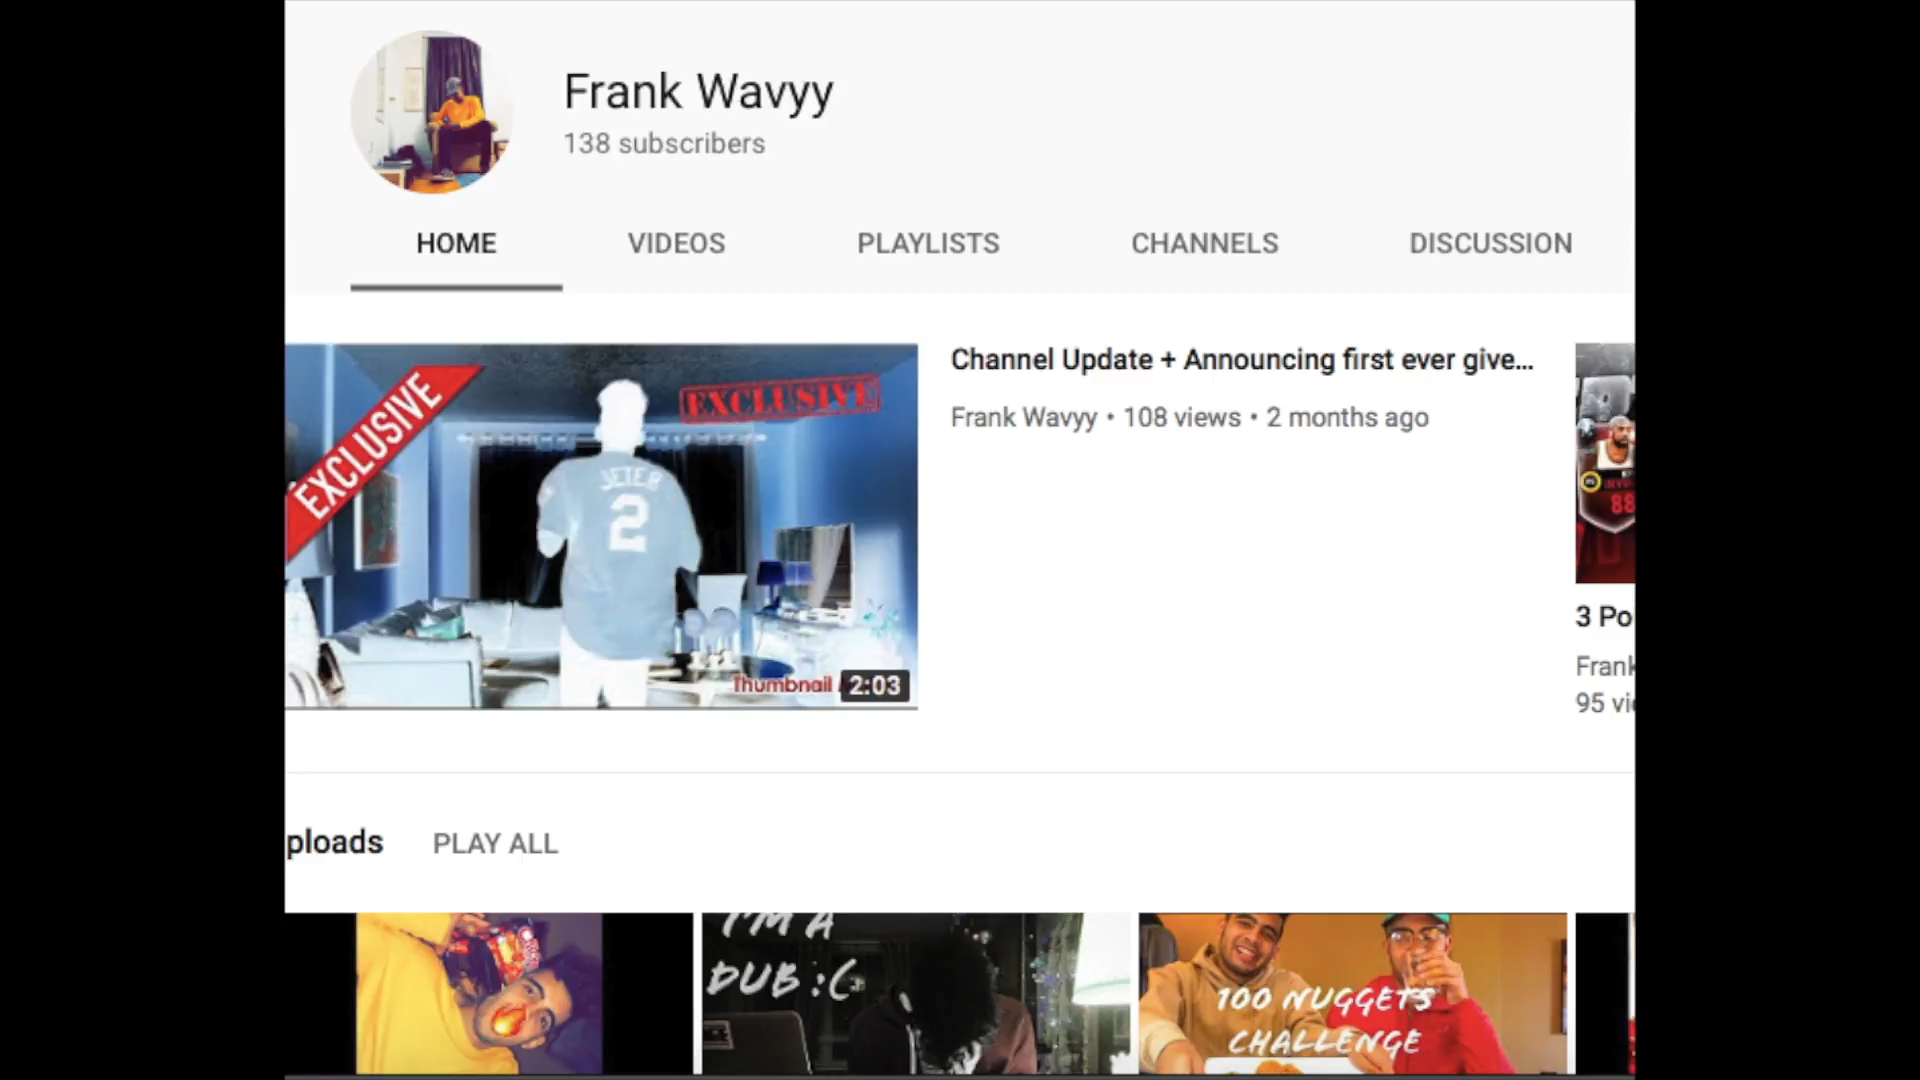 Frank Wavyy
138 subscribers
HOME VIDEOS PLAYLISTS CHANNELS DISCUSSION
EXCLUSIVE
EXCLUSIVE
JETER
2
Thumbnail
2:03
Channel Update + Announcing first ever give...
Frank Wavyy • 108 views • 2 months ago
88
3 Po
Frank
95 vi
ploads PLAY ALL
I'M A
DUB :(
100 NUGGETS
CHALLENGE